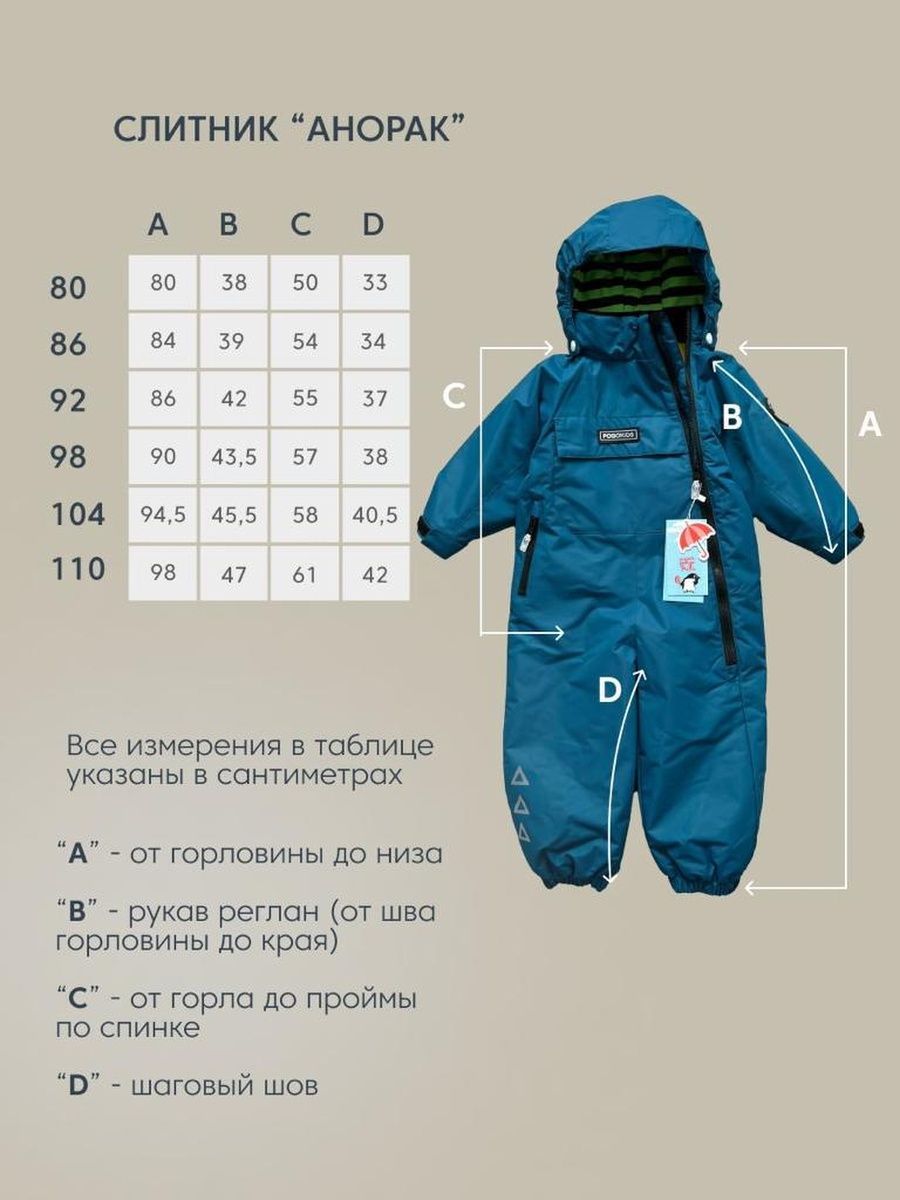 СЛИТНИК “АНОРАК”
A B C D
80 80 38 50 33
86 84 39 54 34
92 86 42 55 37
98 90 43,5 57 38
104 94,5 45,5 58 40,5
110 98 47 61 42
C
B
A
POGOKIDS
D
Все измерения в таблице
указаны в сантиметрах
“A” - от горловины до низа
“B” - рукав реглан (от шва
горловины до края)
“C” - от горла до проймы
по спинке
“D” - шаговый шов